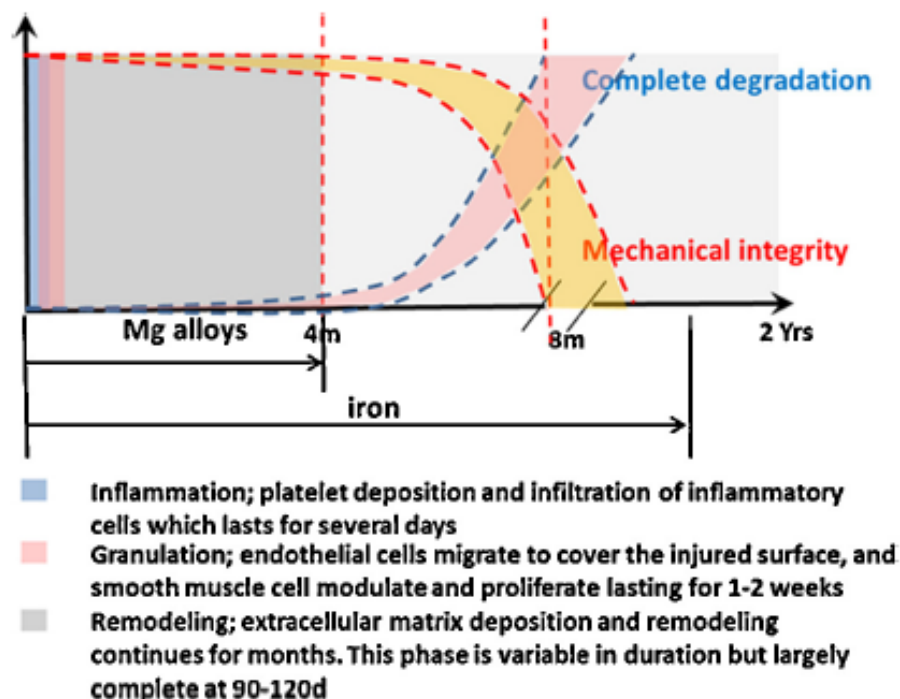 Complete degradation
Mechanical integrity
Mg alloys
4m
8m
2 Yrs
iron
Inflammation; platelet deposition and infiltration of inflammatory
cells which lasts for several days
Granulation; endothelial cells migrate to cover the injured surface, and
smooth muscle cell modulate and proliferate lasting for 1-2 weeks
Remodeling; extracellular matrix deposition and remodeling
continues for months. This phase is variable in duration but largely
complete at 90-120d